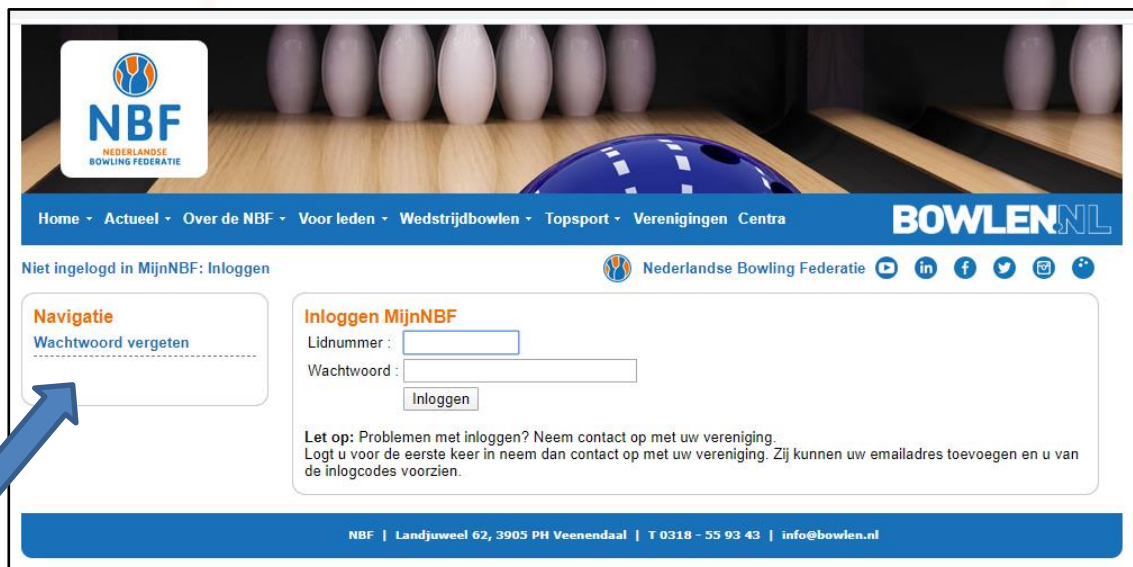 NBF
NEDERLANDSE
BOWLING FEDERATIE
Home Actueel Over de NBF Voor leden Wedstrijdbowlen Topsport Verenigingen Centra
BOWLEN.NL
Niet ingelogd in MijnNBF: Inloggen
Nederlandse Bowling Federatie
Navigatie
Wachtwoord vergeten
Inloggen MijnNBF
Lidnummer :
Wachtwoord :
Inloggen
Let op: Problemen met inloggen? Neem contact op met uw vereniging.
Logt u voor de eerste keer in neem dan contact op met uw vereniging. Zij kunnen uw emailadres toevoegen en u van
de inlogcodes voorzien.
NBF | Landjuweel 62, 3905 PH Veenendaal | T 0318 - 55 93 43 | info@bowlen.nl